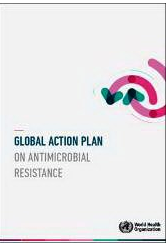 GLOBAL ACTION PLAN
ON ANTIMICROBIAL
RESISTANCE
World Health
Organization